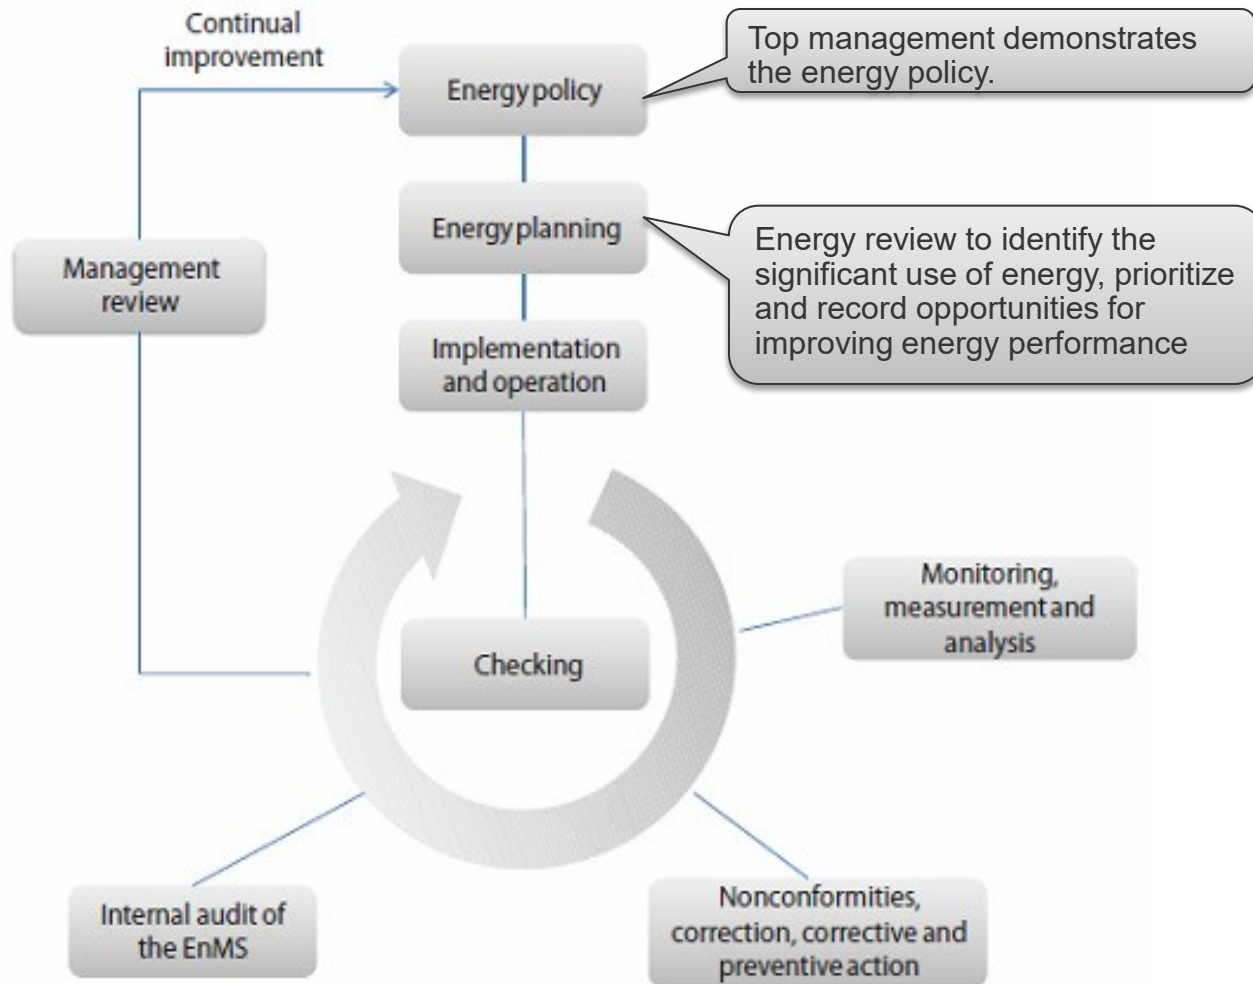 Continual
improvement
Energy policy
Top management demonstrates
the energy policy.
Energy planning
Energy review to identify the
significant use of energy, prioritize
and record opportunities for
improving energy performance
Management
review
Implementation
and operation
Monitoring,
measurement and
analysis
Checking
Internal audit of
the EnMS
Nonconformities,
correction, corrective and
preventive action